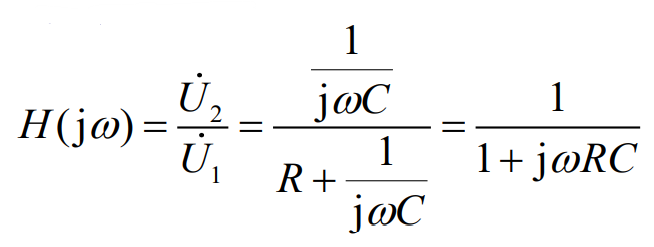 H(jω) = U̇₂ / U̇₁ = (1 / jωC) / (R + 1 / jωC) = 1 / (1 + jωRC)